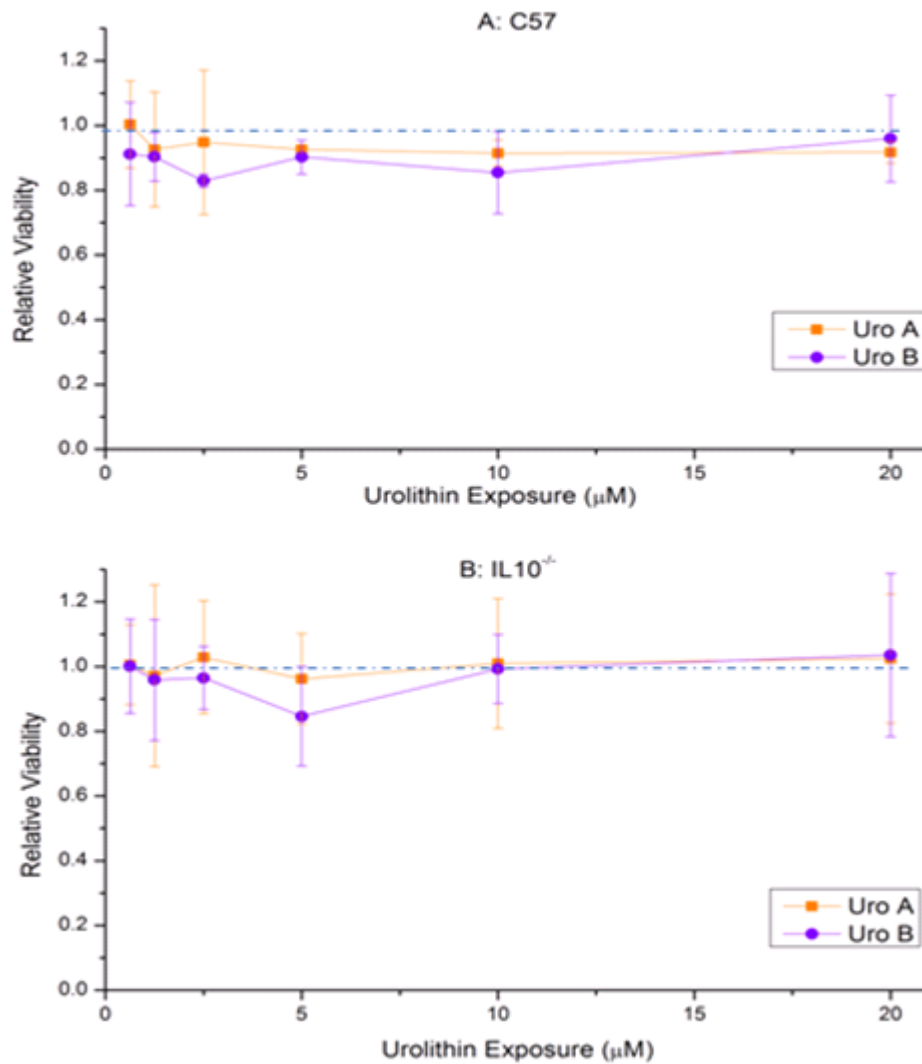 A: C57
1.2
1.0
0.8
0.6
0.4
0.2
0.0
Relative Viability
Uro A
Uro B
0
5
10
15
20
Urolithin Exposure (μM)
B: IL10-/-
1.2
1.0
0.8
0.6
0.4
0.2
0.0
Relative Viability
Uro A
Uro B
0
5
10
15
20
Urolithin Exposure (μM)